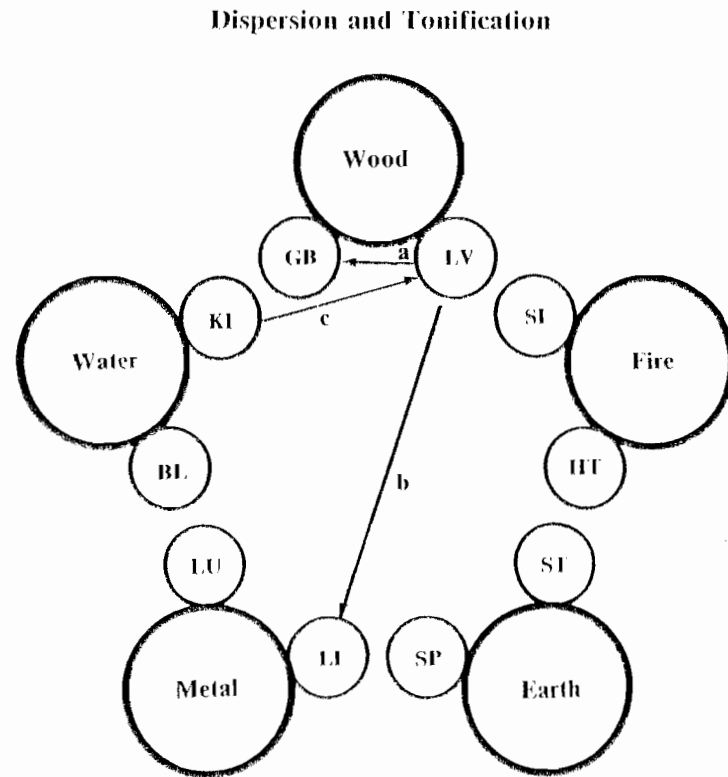 Dispersion and Tonification
Wood
GB
a
LV
KI
c
SI
Water
Fire
BL
b
HT
LU
ST
LI
SP
Metal
Earth